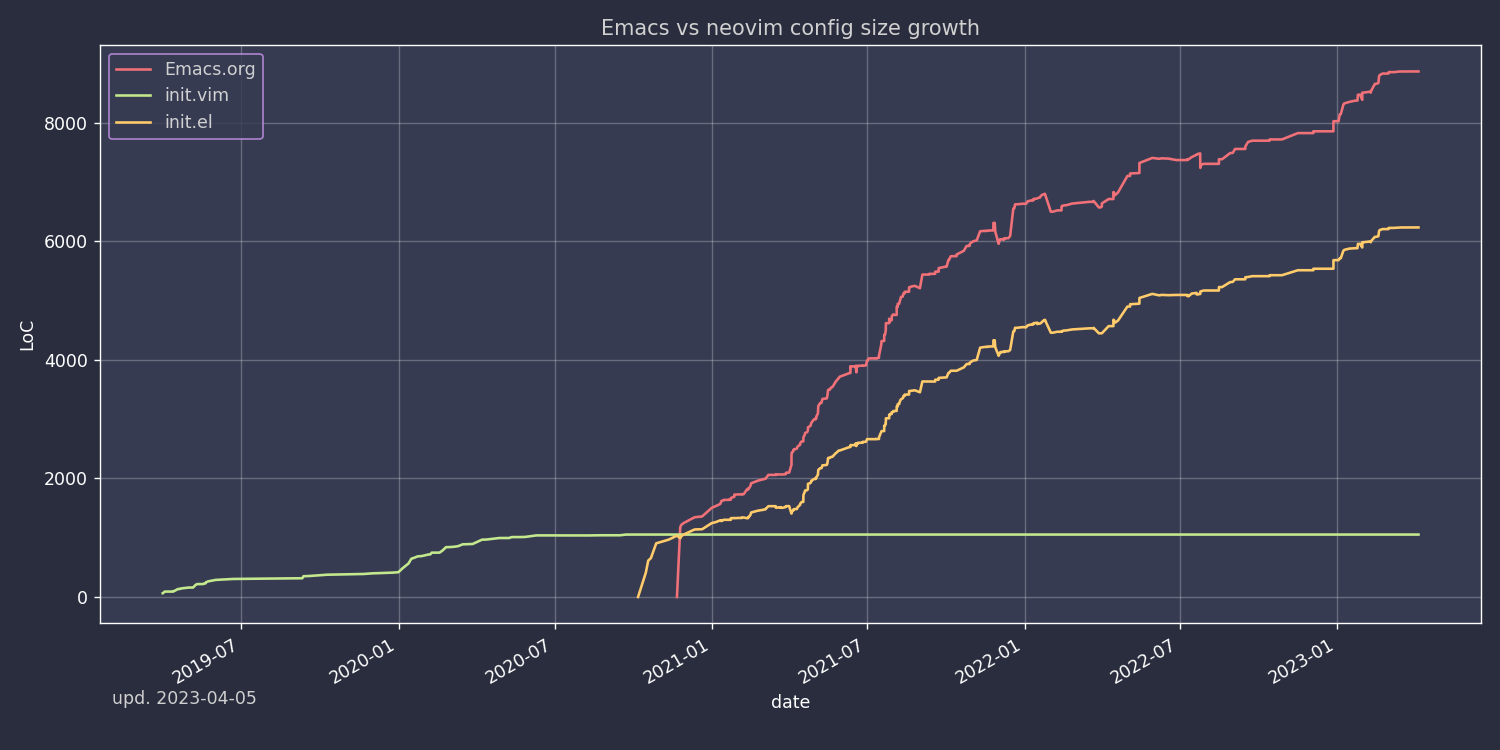 Emacs vs neovim config size growth
Emacs.org
init.vim
init.el
LoC
8000
6000
4000
2000
0
2019-07
2020-01
2020-07
2021-01
2021-07
2022-01
2022-07
2023-01
date
upd. 2023-04-05